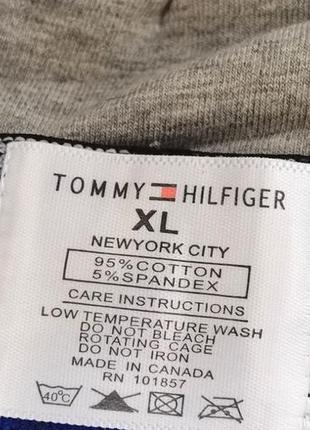 TOMMY HILFIGER
XL
NEWYORK CITY
95%COTTON
5%SPANDEX
CARE INSTRUCTIONS
LOW TEMPERATURE WASH
DO NOT BLEACH
ROTATING CAGE
DO NOT IRON
MADE IN CANADA
RN 101857
40°C